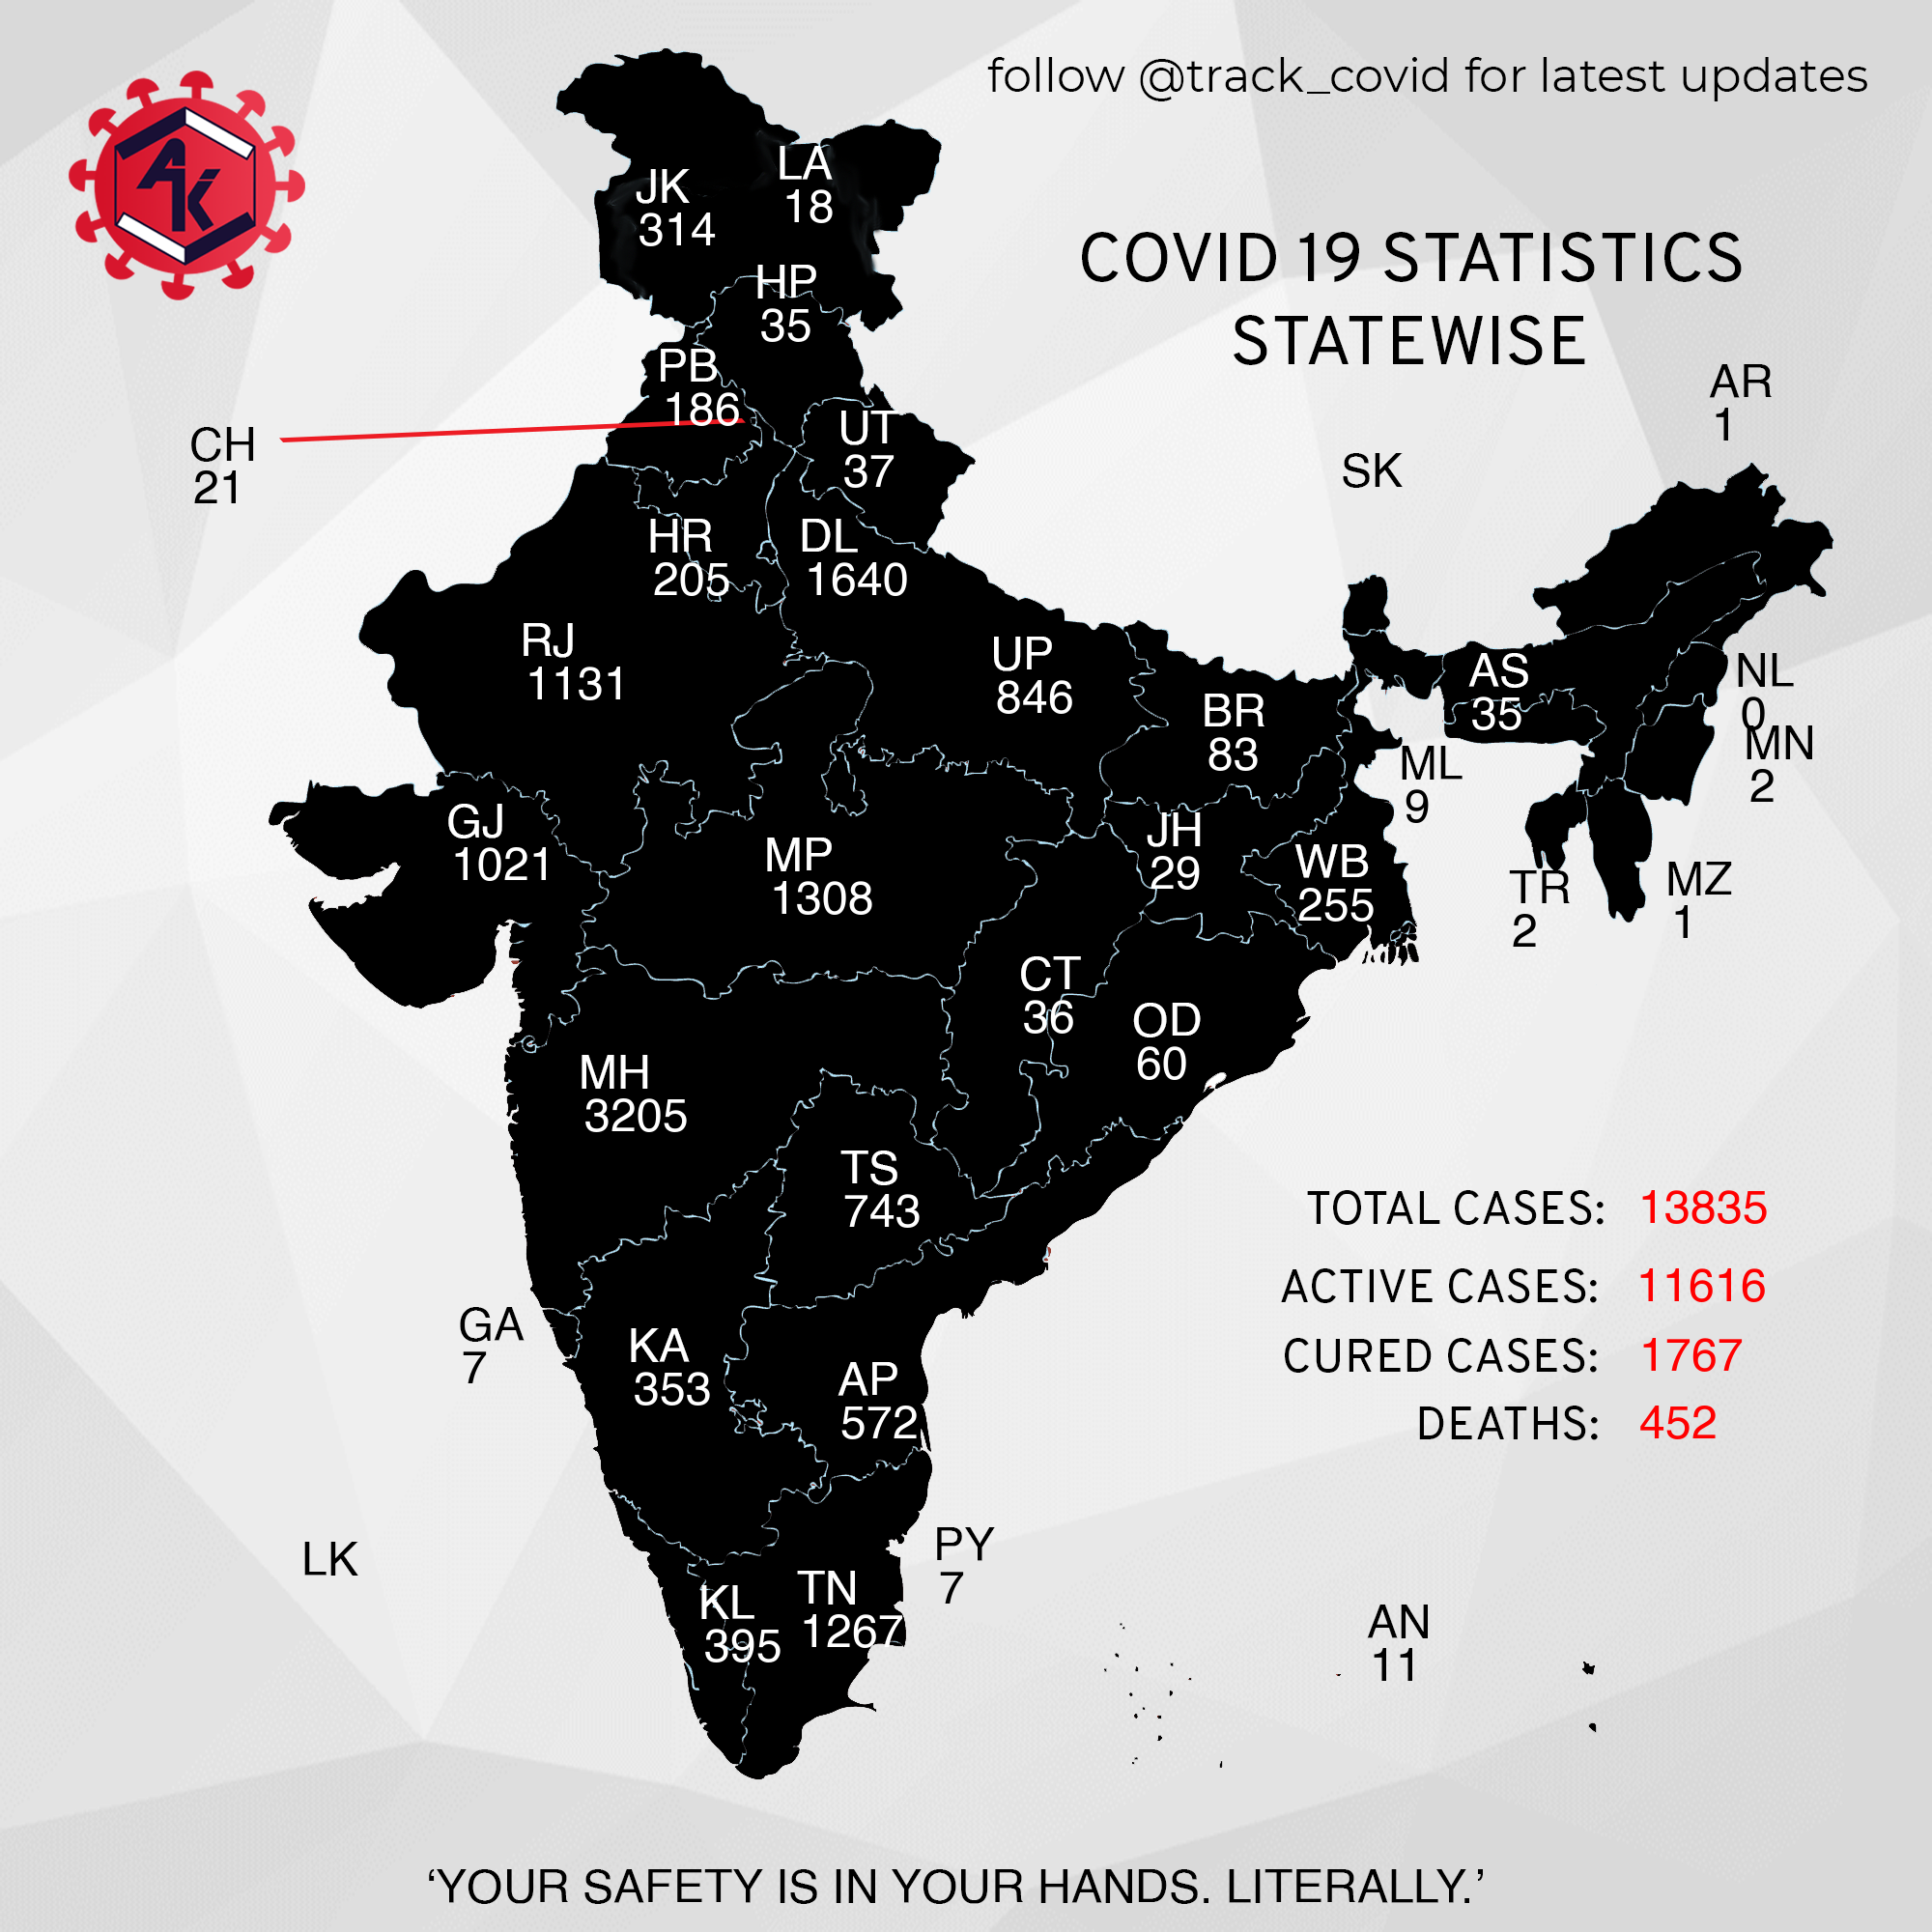 follow @track_covid for latest updates
AK
COVID 19 STATISTICS
STATEWISE
LA
18
JK
314
HP
35
PB
186
CH
21
UT
37
AR
1
SK
HR
205
DL
1640
RJ
1131
UP
846
BR
83
AS
35
NL
0
MN
2
ML
9
GJ
1021
MP
1308
JH
29
WB
255
TR
2
MZ
1
CT
36
OD
60
MH
3205
TS
743
TOTAL CASES: 13835
ACTIVE CASES: 11616
CURED CASES: 1767
DEATHS: 452
GA
7
KA
353
AP
572
LK
PY
7
KL
395
TN
1267
AN
11
‘YOUR SAFETY IS IN YOUR HANDS. LITERALLY.’